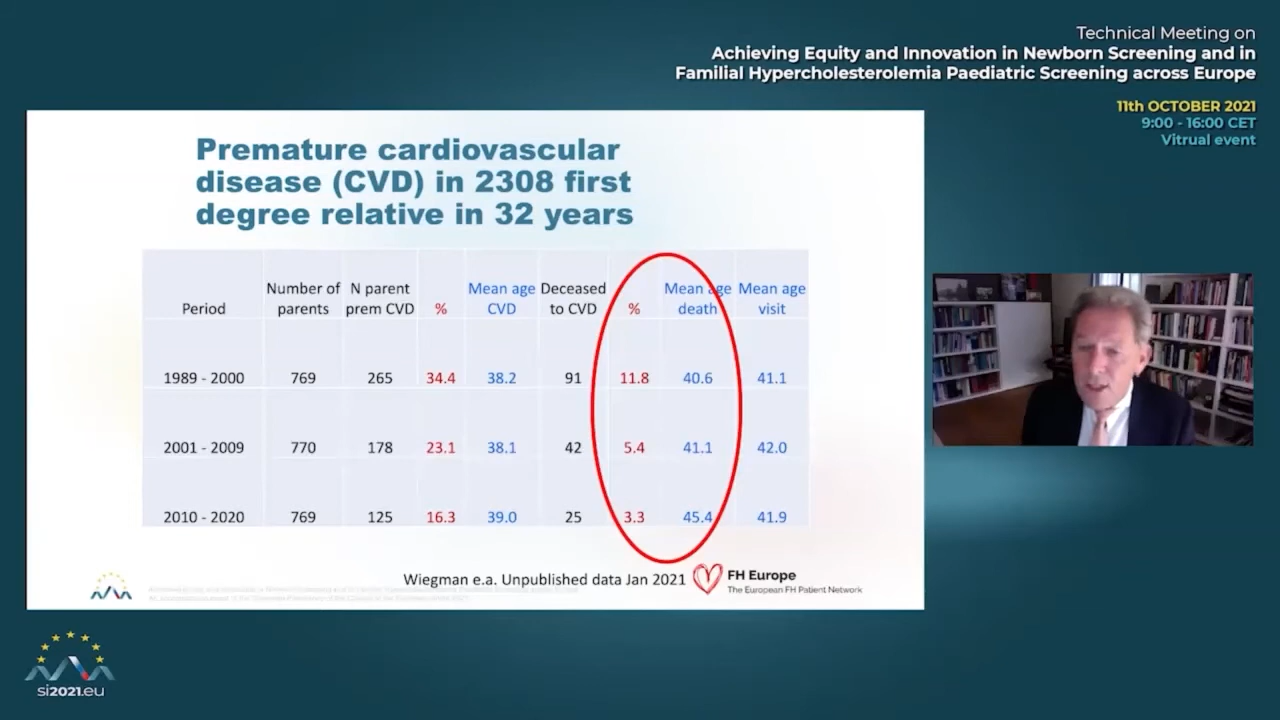 Technical Meeting on
Achieving Equity and Innovation in Newborn Screening and in
Familial Hypercholesterolemia Paediatric Screening across Europe
11th OCTOBER 2021
9:00 - 16:00 CET
Vitrual event
Premature cardiovascular
disease (CVD) in 2308 first
degree relative in 32 years
Period Number of parents N parent prem CVD % Mean age CVD Deceased to CVD % Mean age death Mean age visit
1989 - 2000 769 265 34.4 38.2 91 11.8 40.6 41.1
2001 - 2009 770 178 23.1 38.1 42 5.4 41.1 42.0
2010 - 2020 769 125 16.3 39.0 25 3.3 45.4 41.9
Wiegman e.a. Unpublished data Jan 2021
FH Europe
The European FH Patient Network
si2021.eu